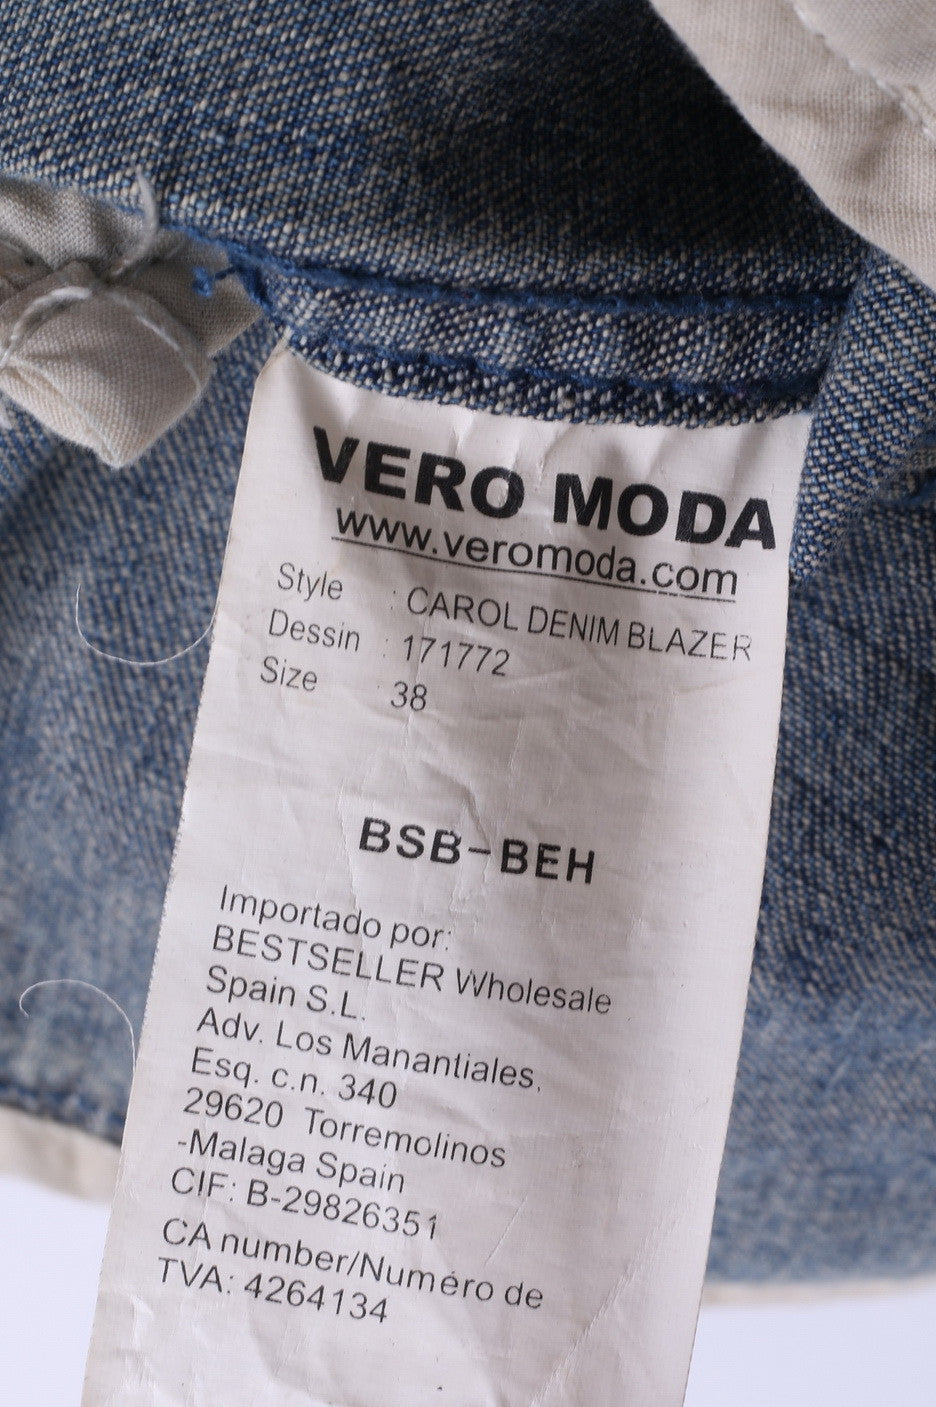 VERO MODA
www.veromoda.com
Style : CAROL DENIM BLAZER
Dessin : 171772
Size : 38
BSB-BEH
Importado por:
BESTSELLER Wholesale
Spain S.L.
Adv. Los Manantiales,
Esq. c.n. 340
29620 Torremolinos
-Malaga Spain
CIF: B-29826351
CA number/Numéro de
TVA: 4264134